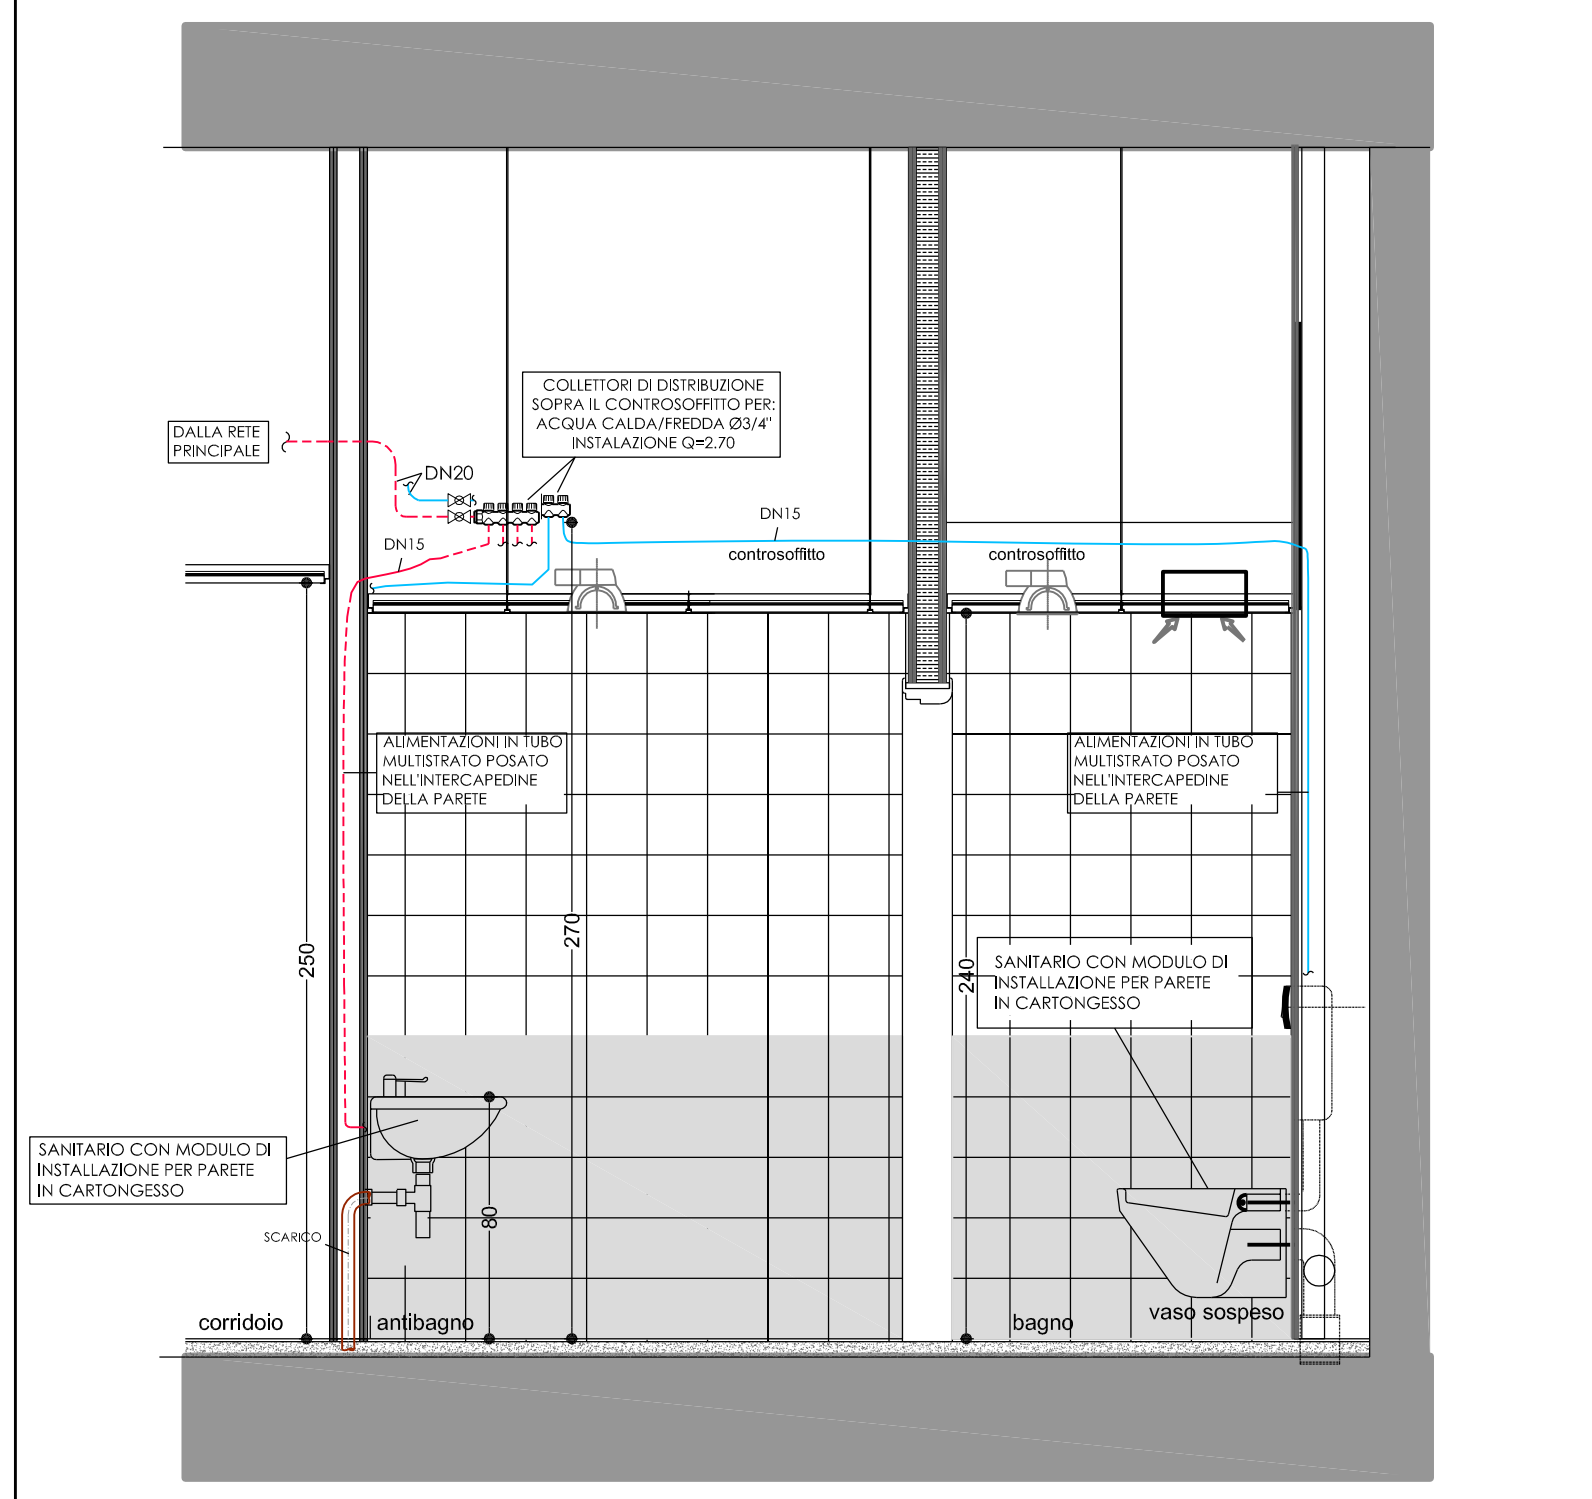 COLLETTORI DI DISTRIBUZIONE
SOPRA IL CONTROSOFFITTO PER:
ACQUA CALDA/FREDDA Ø3/4"
INSTALAZIONE Q=2.70
DALLA RETE
PRINCIPALE
DN20
DN15
DN15
controsoffitto
controsoffitto
ALIMENTAZIONI IN TUBO
MULTISTRATO POSATO
NELL'INTERCAPEDINE
DELLA PARETE
ALIMENTAZIONI IN TUBO
MULTISTRATO POSATO
NELL'INTERCAPEDINE
DELLA PARETE
250
270
240
SANITARIO CON MODULO DI
INSTALLAZIONE PER PARETE
IN CARTONGESSO
SANITARIO CON MODULO DI
INSTALLAZIONE PER PARETE
IN CARTONGESSO
80
SCARICO
corridoio
antibagno
bagno
vaso sospeso